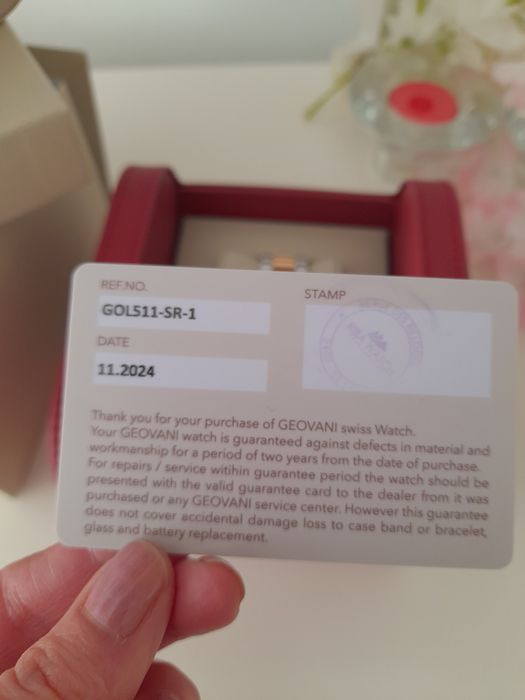 REF.NO.
GOL511-SR-1
DATE
11.2024
STAMP
Thank you for your purchase of GEOVANI swiss Watch.
Your GEOVANI watch is guaranteed against defects in material and
workmanship for a period of two years from the date of purchase.
For repairs / service witihin guarantee period the watch should be
presented with the valid guarantee card to the dealer from it was
purchased or any GEOVANI service center. However this guarantee
does not cover accidental damage loss to case band or bracelet,
glass and battery replacement.